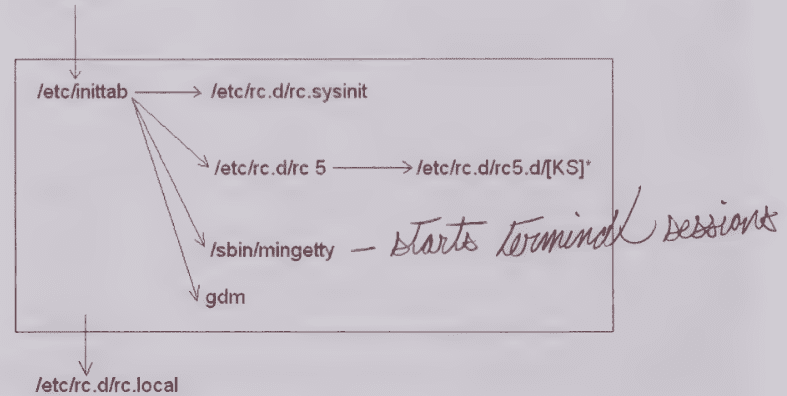 /etc/inittab /etc/rc.d/rc.sysinit
/etc/rc.d/rc 5 /etc/rc.d/rc5.d/[KS]*
/sbin/mingetty – starts terminal sessions
gdm
/etc/rc.d/rc.local